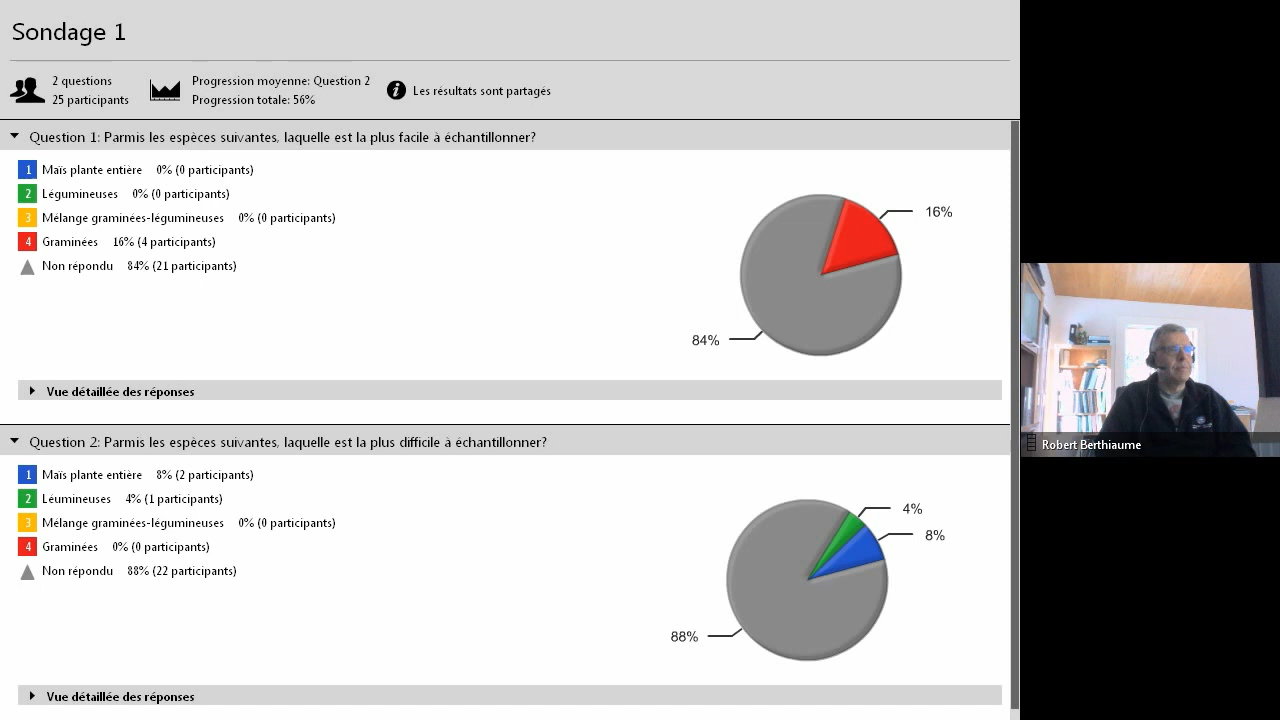 Sondage 1
2 questions
25 participants
Progression moyenne: Question 2
Progression totale: 56%
Les résultats sont partagés
Question 1: Parmis les espèces suivantes, laquelle est la plus facile à échantillonner?
1 Maïs plante entière 0% (0 participants)
2 Légumineuses 0% (0 participants)
3 Mélange graminées-légumineuses 0% (0 participants)
4 Graminées 16% (4 participants)
Non répondu 84% (21 participants)
16%
84%
Vue détaillée des réponses
Question 2: Parmis les espèces suivantes, laquelle est la plus difficile à échantillonner?
1 Maïs plante entière 8% (2 participants)
2 Léumineuses 4% (1 participants)
3 Mélange graminées-légumineuses 0% (0 participants)
4 Graminées 0% (0 participants)
Non répondu 88% (22 participants)
4%
8%
88%
Vue détaillée des réponses
Robert Berthiaume